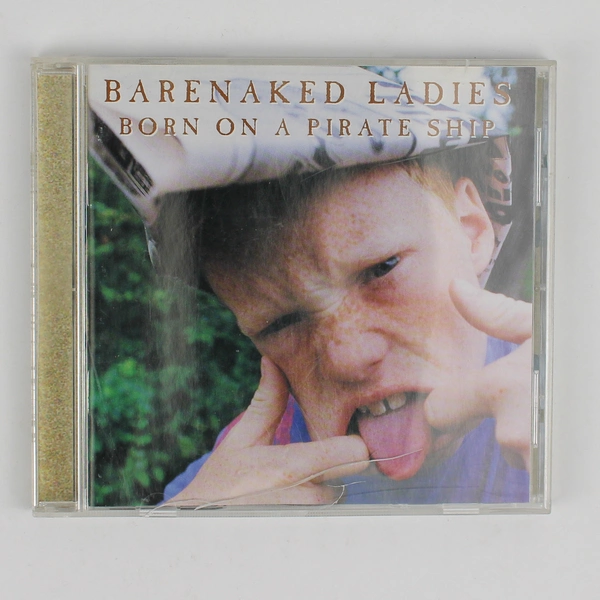 BARENAKED LADIES
BORN ON A PIRATE SHIP